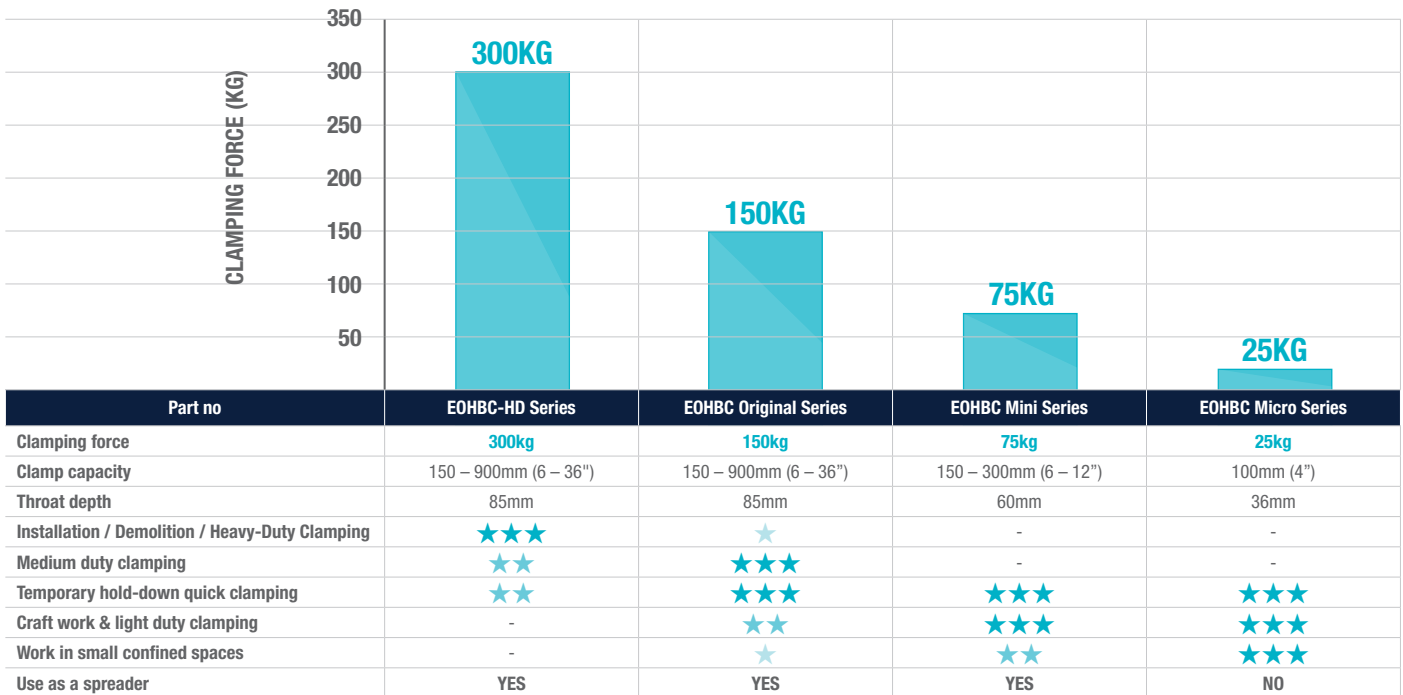 350
300
250
200
150
100
50
CLAMPING FORCE (KG)
300KG
150KG
75KG
25KG
Part no EOHBC-HD Series EOHBC Original Series EOHBC Mini Series EOHBC Micro Series
Clamping force 300kg 150kg 75kg 25kg
Clamp capacity 150 – 900mm (6 – 36") 150 – 900mm (6 – 36”) 150 – 300mm (6 – 12”) 100mm (4”)
Throat depth 85mm 85mm 60mm 36mm
Installation / Demolition / Heavy-Duty Clamping ★★★ ★ - -
Medium duty clamping ★★ ★★★ - -
Temporary hold-down quick clamping ★★ ★★★ ★★★ ★★★
Craft work & light duty clamping - ★★ ★★★ ★★★
Work in small confined spaces - ★ ★★ ★★★
Use as a spreader YES YES YES NO